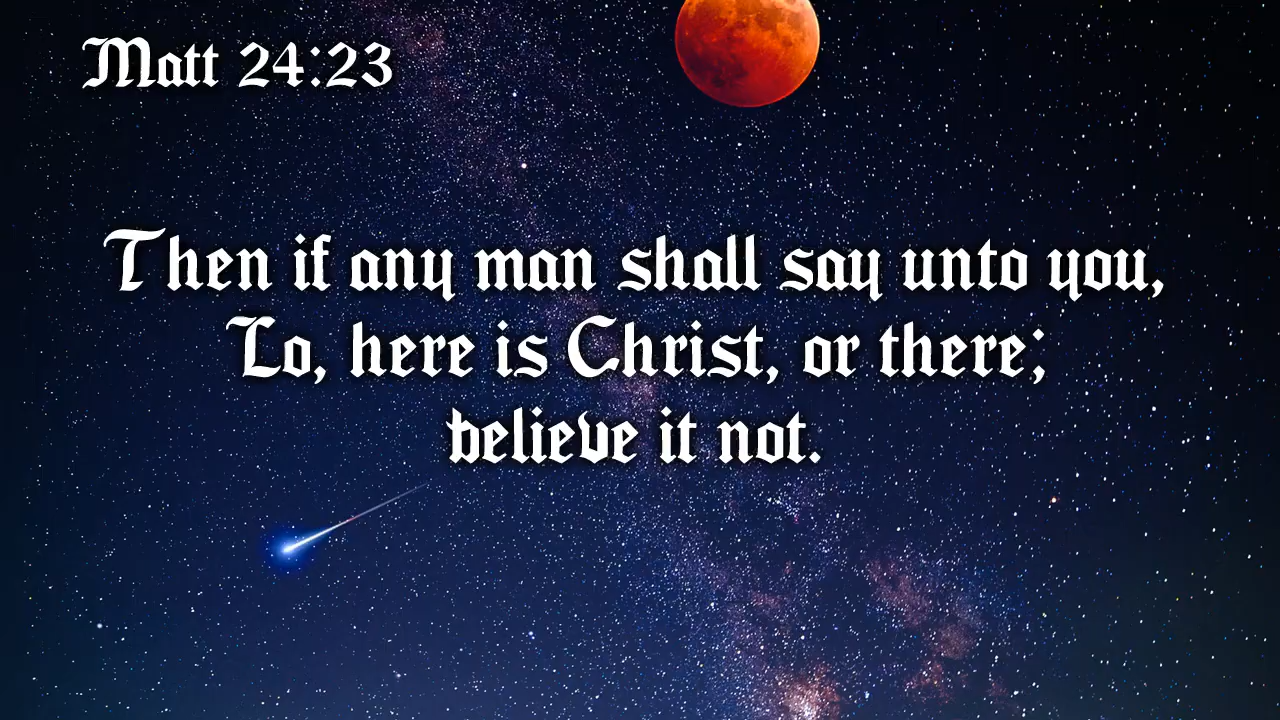 Matt 24:23
Then if any man shall say unto you,
Lo, here is Christ, or there;
believe it not.